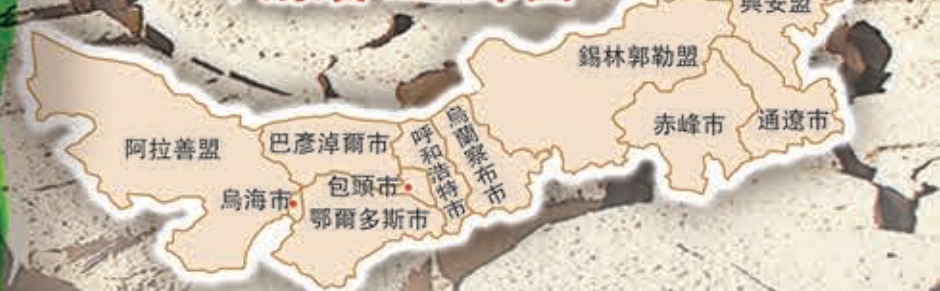 興安盟
錫林郭勒盟
赤峰市
通遼市
烏蘭察布市
呼和浩特市
巴彥淖爾市
阿拉善盟
包頭市
烏海市
鄂爾多斯市